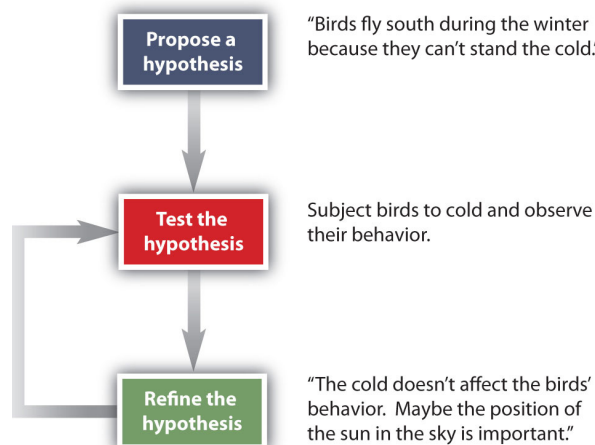 Propose a
hypothesis
“Birds fly south during the winter
because they can’t stand the cold.”
Test the
hypothesis
Subject birds to cold and observe
their behavior.
Refine the
hypothesis
“The cold doesn’t affect the birds’
behavior. Maybe the position of
the sun in the sky is important.”